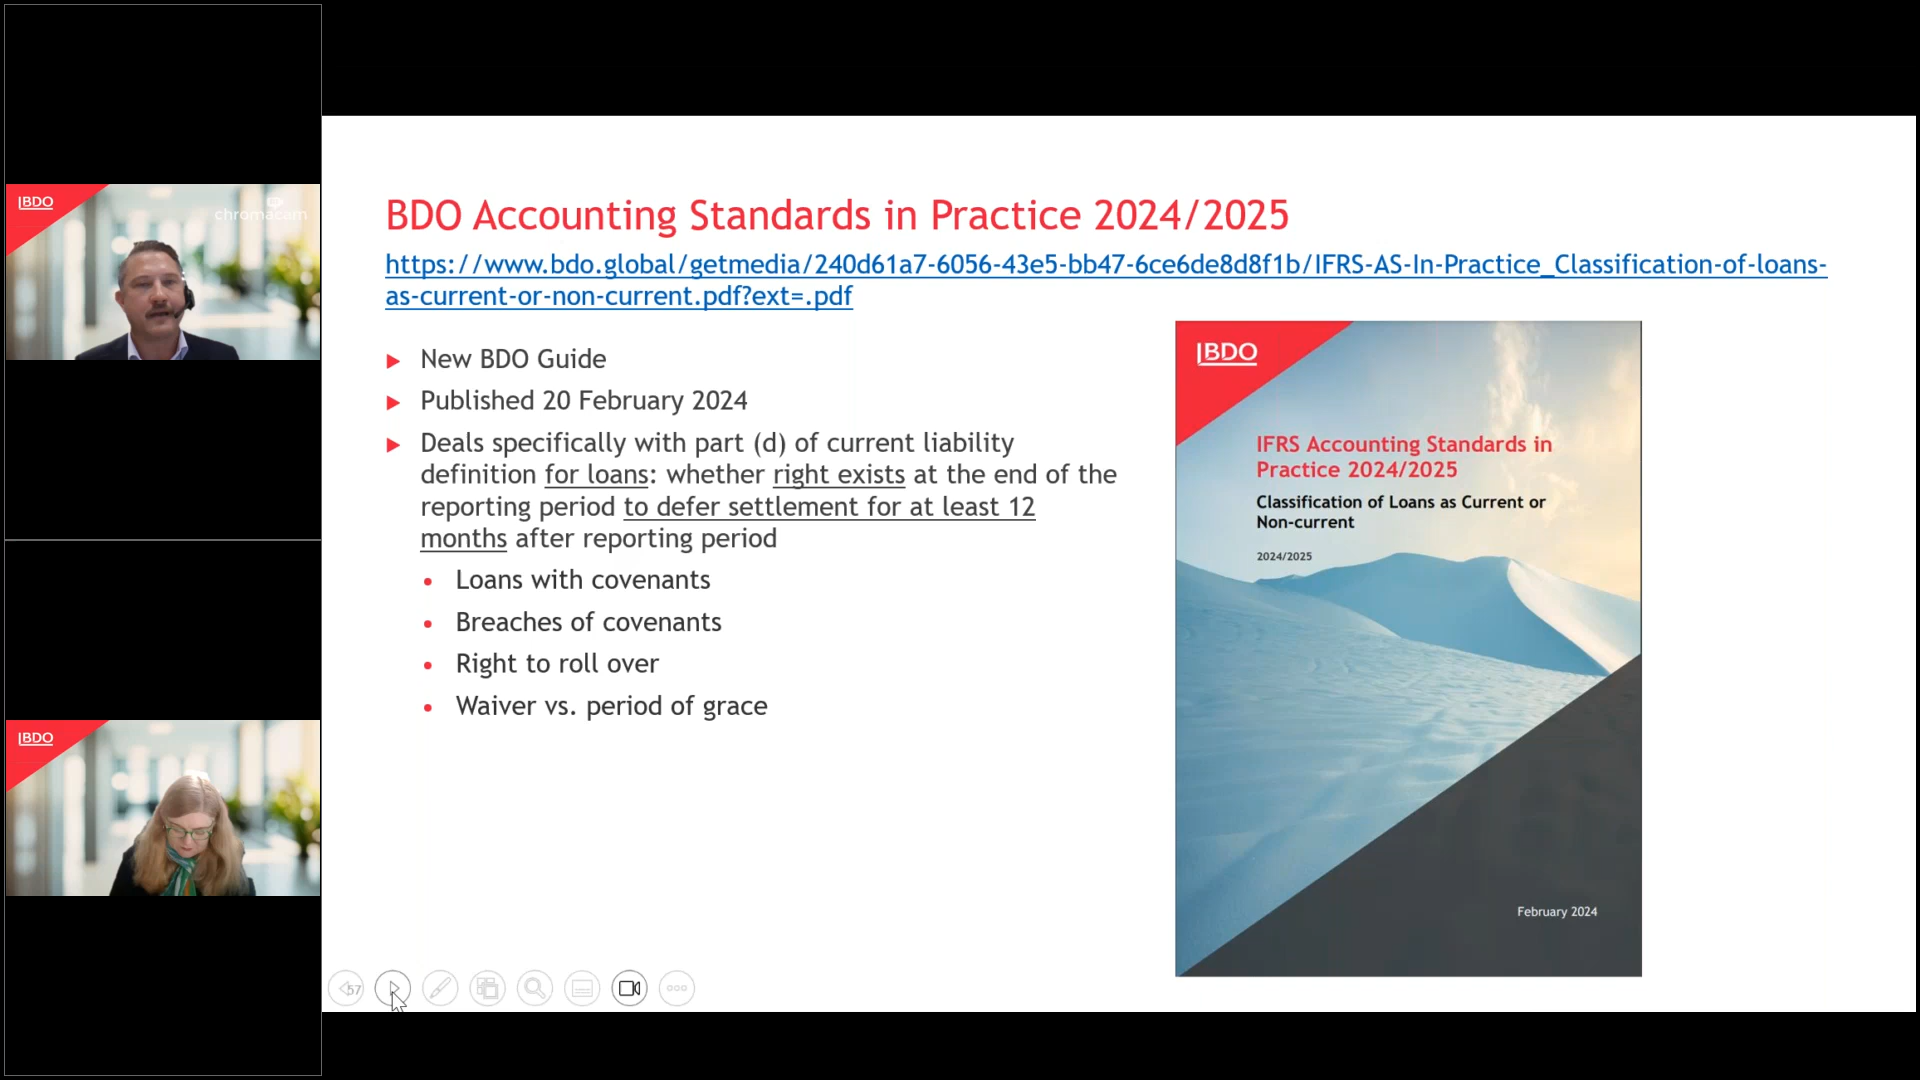 BDO
chromacam
BDO
BDO Accounting Standards in Practice 2024/2025
https://www.bdo.global/getmedia/240d61a7-6056-43e5-bb47-6ce6de8d8f1b/IFRS-AS-In-Practice_Classification-of-loans-
as-current-or-non-current.pdf?ext=.pdf
New BDO Guide
Published 20 February 2024
Deals specifically with part (d) of current liability
definition for loans: whether right exists at the end of the
reporting period to defer settlement for at least 12
months after reporting period
Loans with covenants
Breaches of covenants
Right to roll over
Waiver vs. period of grace
BDO
IFRS Accounting Standards in
Practice 2024/2025
Classification of Loans as Current or
Non-current
2024/2025
February 2024
57